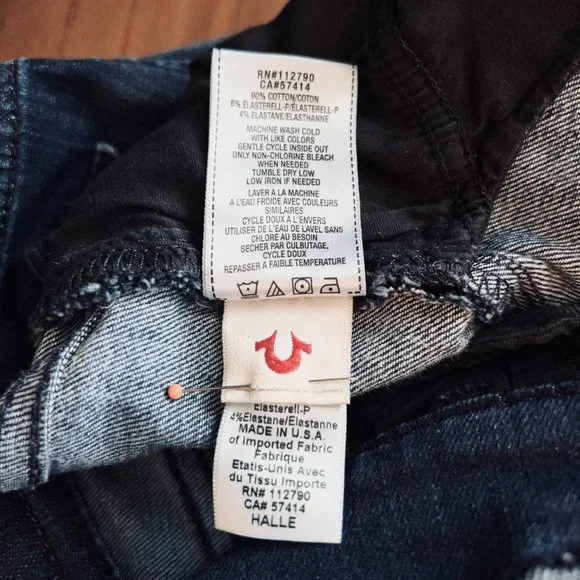 RN#112790
CA#57414
90% COTTON/COTON
6% ELASTERELL-P/ELASTERELL-P
4% ELASTANE/ELASTHANNE
MACHINE WASH COLD
WITH LIKE COLORS
GENTLE CYCLE INSIDE OUT
ONLY NON-CHLORINE BLEACH
WHEN NEEDED
TUMBLE DRY LOW
LOW IRON IF NEEDED
LAVER A LA MACHINE
A L'EAU FROIDE AVEC COULEURS
SIMILAIRES
CYCLE DOUX A L'ENVERS
UTILISER DE L'EAU DE LAVEL SANS
CHLORE AU BESOIN
SECHER PAR CULBUTAGE,
CYCLE DOUX
REPASSER A FAIBLE TEMPERATURE
Elasterell-P
4%Elastane/Elastanne
MADE IN U.S.A.
of imported Fabric
Fabrique
Etatis-Unis Avec
du Tissu Importe
RN# 112790
CA# 57414
HALLE